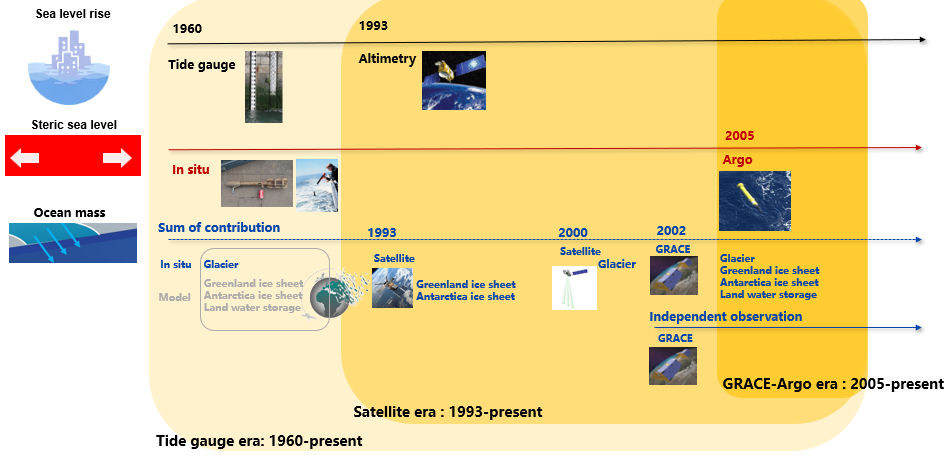 Sea level rise
1960
1993
Tide gauge
Altimetry
Steric sea level
2005
In situ
Argo
Ocean mass
Sum of contribution
1993
2000
2002
In situ
Glacier
Satellite
Satellite
Glacier
GRACE
Glacier
Model
Greenland ice sheet
Antarctica ice sheet
Land water storage
Greenland ice sheet
Antarctica ice sheet
Greenland ice sheet
Antarctica ice sheet
Land water storage
Independent observation
GRACE
GRACE-Argo era : 2005-present
Satellite era : 1993-present
Tide gauge era: 1960-present